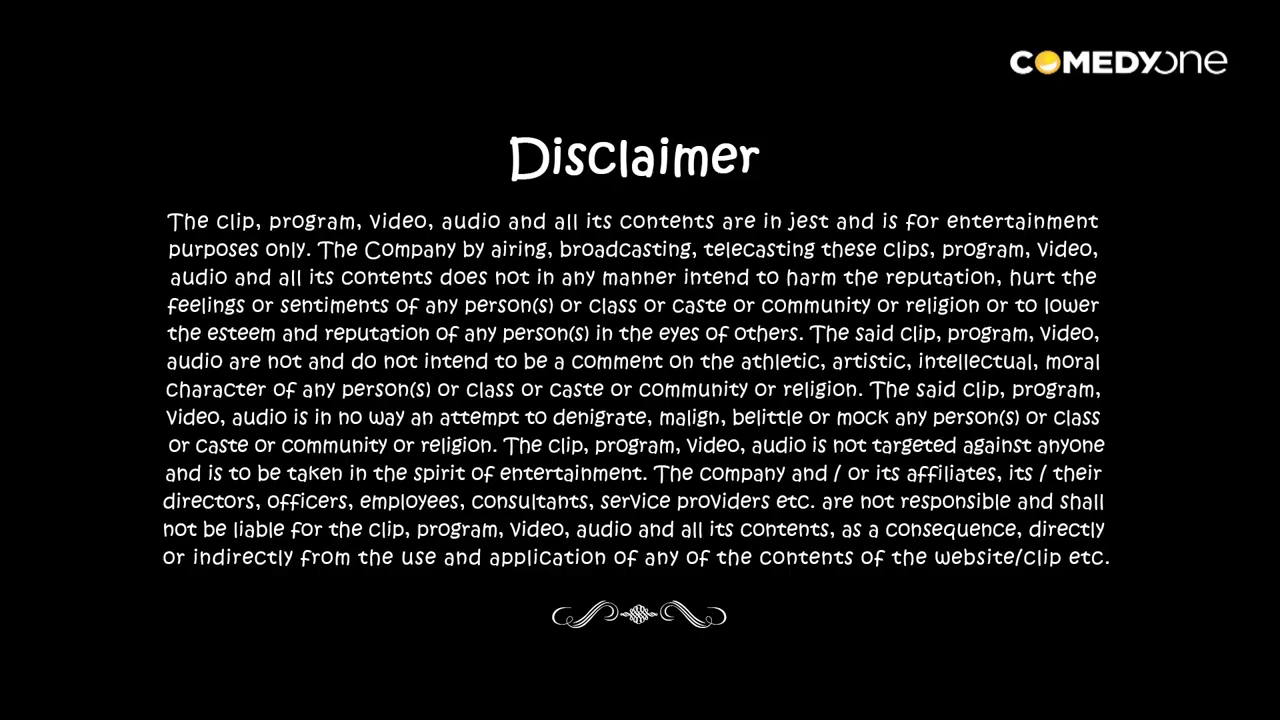 COMEDYone
Disclaimer
The clip, program, video, audio and all its contents are in jest and is for entertainment
purposes only. The Company by airing, broadcasting, telecasting these clips, program, video,
audio and all its contents does not in any manner intend to harm the reputation, hurt the
feelings or sentiments of any person(s) or class or caste or community or religion or to lower
the esteem and reputation of any person(s) in the eyes of others. The said clip, program, video,
audio are not and do not intend to be a comment on the athletic, artistic, intellectual, moral
character of any person(s) or class or caste or community or religion. The said clip, program,
video, audio is in no way an attempt to denigrate, malign, belittle or mock any person(s) or class
or caste or community or religion. The clip, program, video, audio is not targeted against anyone
and is to be taken in the spirit of entertainment. The company and / or its affiliates, its / their
directors, officers, employees, consultants, service providers etc. are not responsible and shall
not be liable for the clip, program, video, audio and all its contents, as a consequence, directly
or indirectly from the use and application of any of the contents of the website/clip etc.